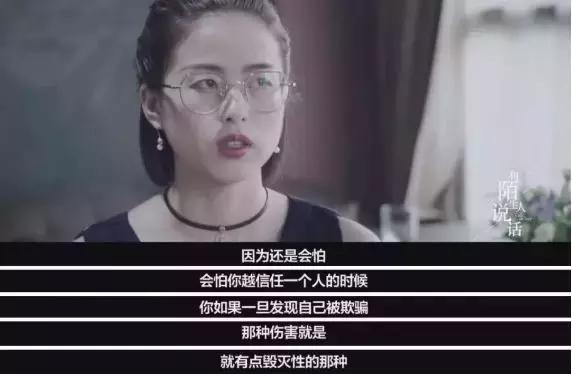 和
陌生人
说话
因为还是会怕
会怕你越信任一个人的时候
你如果一旦发现自己被欺骗
那种伤害就是
就有点毁灭性的那种